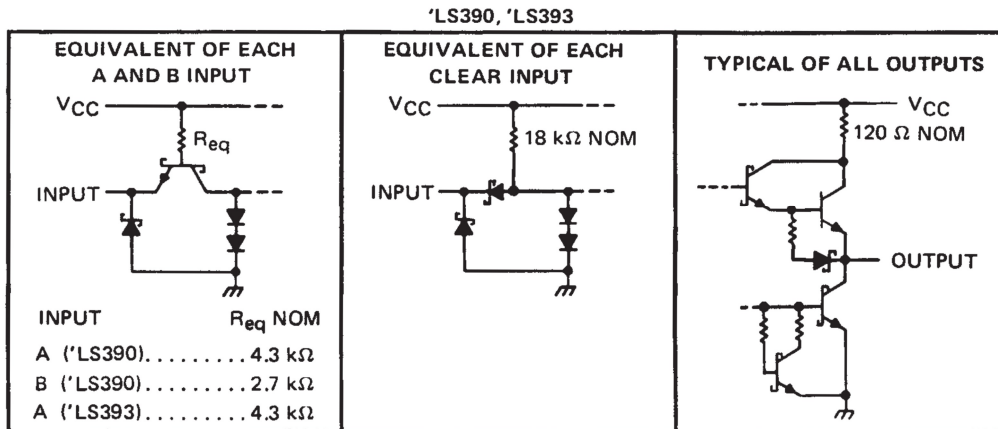 'LS390, 'LS393
EQUIVALENT OF EACH
A AND B INPUT
VCC
Req
INPUT
INPUT Req NOM
A ('LS390)......... 4.3 kΩ
B ('LS390)......... 2.7 kΩ
A ('LS393)......... 4.3 kΩ
EQUIVALENT OF EACH
CLEAR INPUT
VCC
18 kΩ NOM
INPUT
TYPICAL OF ALL OUTPUTS
VCC
120 Ω NOM
OUTPUT